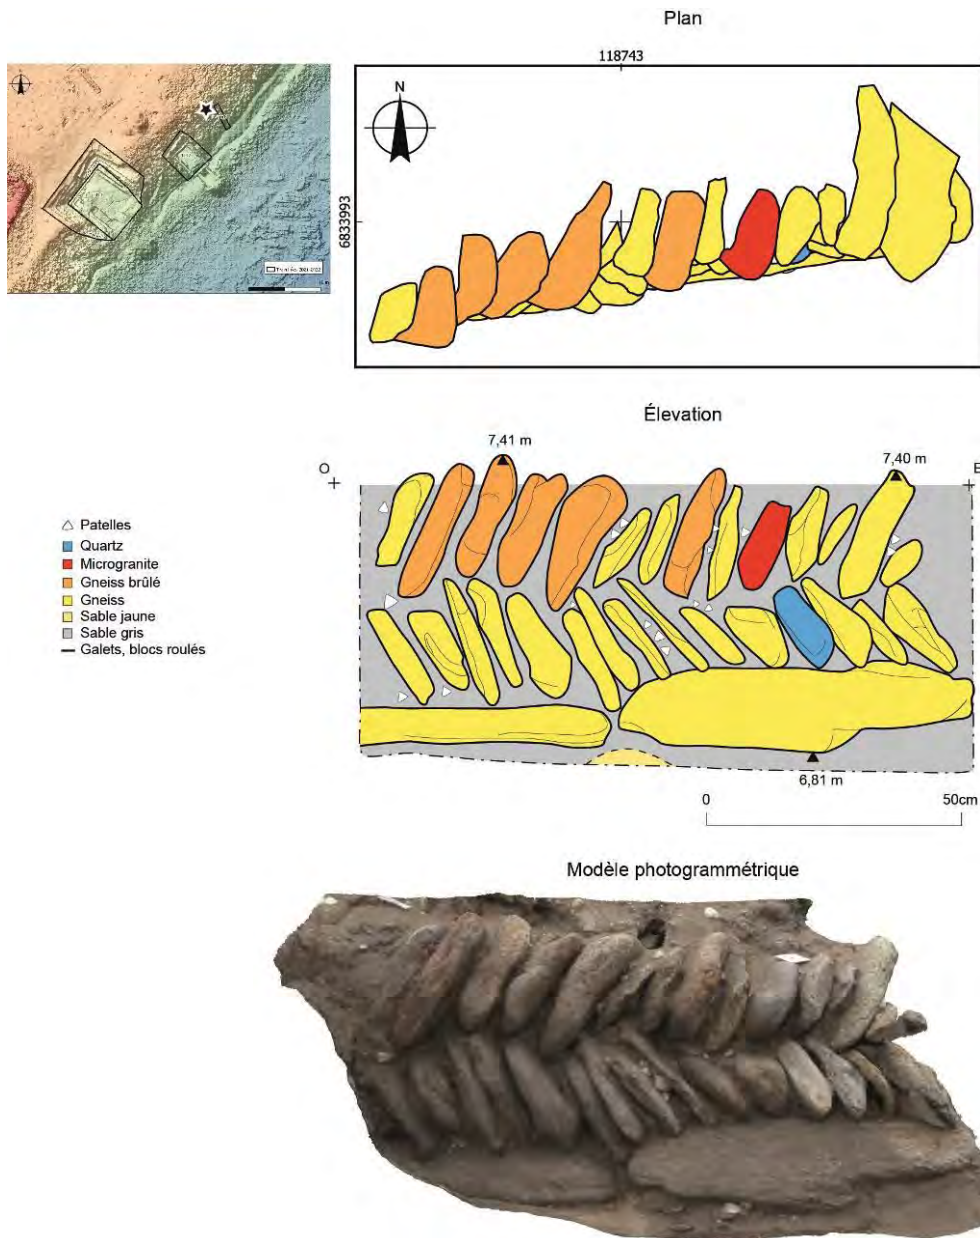 Plan
118743
N
6833993
Élevation
7,41 m
7,40 m
O
E
Patelles
Quartz
Microgranite
Gneiss brûlé
Gneiss
Sable jaune
Sable gris
Galets, blocs roulés
6,81 m
0 50cm
Modèle photogrammétrique